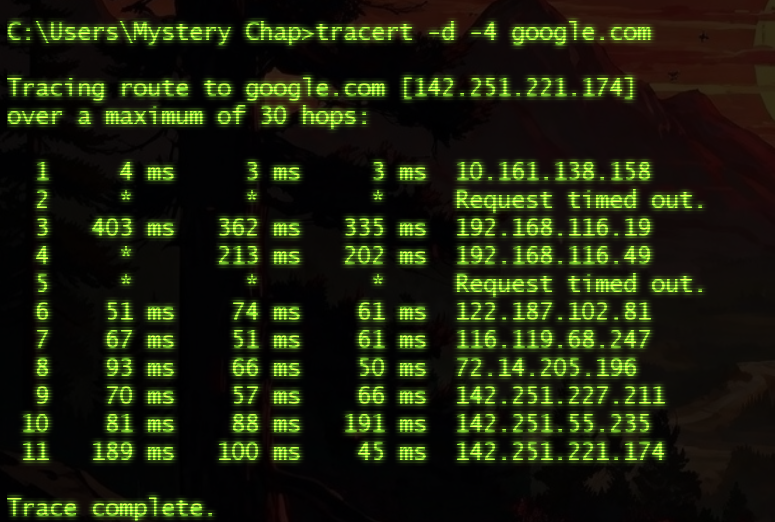 C:\Users\Mystery Chap>tracert -d -4 google.com
Tracing route to google.com [142.251.221.174]
over a maximum of 30 hops:
1 4 ms 3 ms 3 ms 10.161.138.158
2 * * * Request timed out.
3 403 ms 362 ms 335 ms 192.168.116.19
4 * 213 ms 202 ms 192.168.116.49
5 * * * Request timed out.
6 51 ms 74 ms 61 ms 122.187.102.81
7 67 ms 51 ms 61 ms 116.119.68.247
8 93 ms 66 ms 50 ms 72.14.205.196
9 70 ms 57 ms 66 ms 142.251.227.211
10 81 ms 88 ms 191 ms 142.251.55.235
11 189 ms 100 ms 45 ms 142.251.221.174
Trace complete.